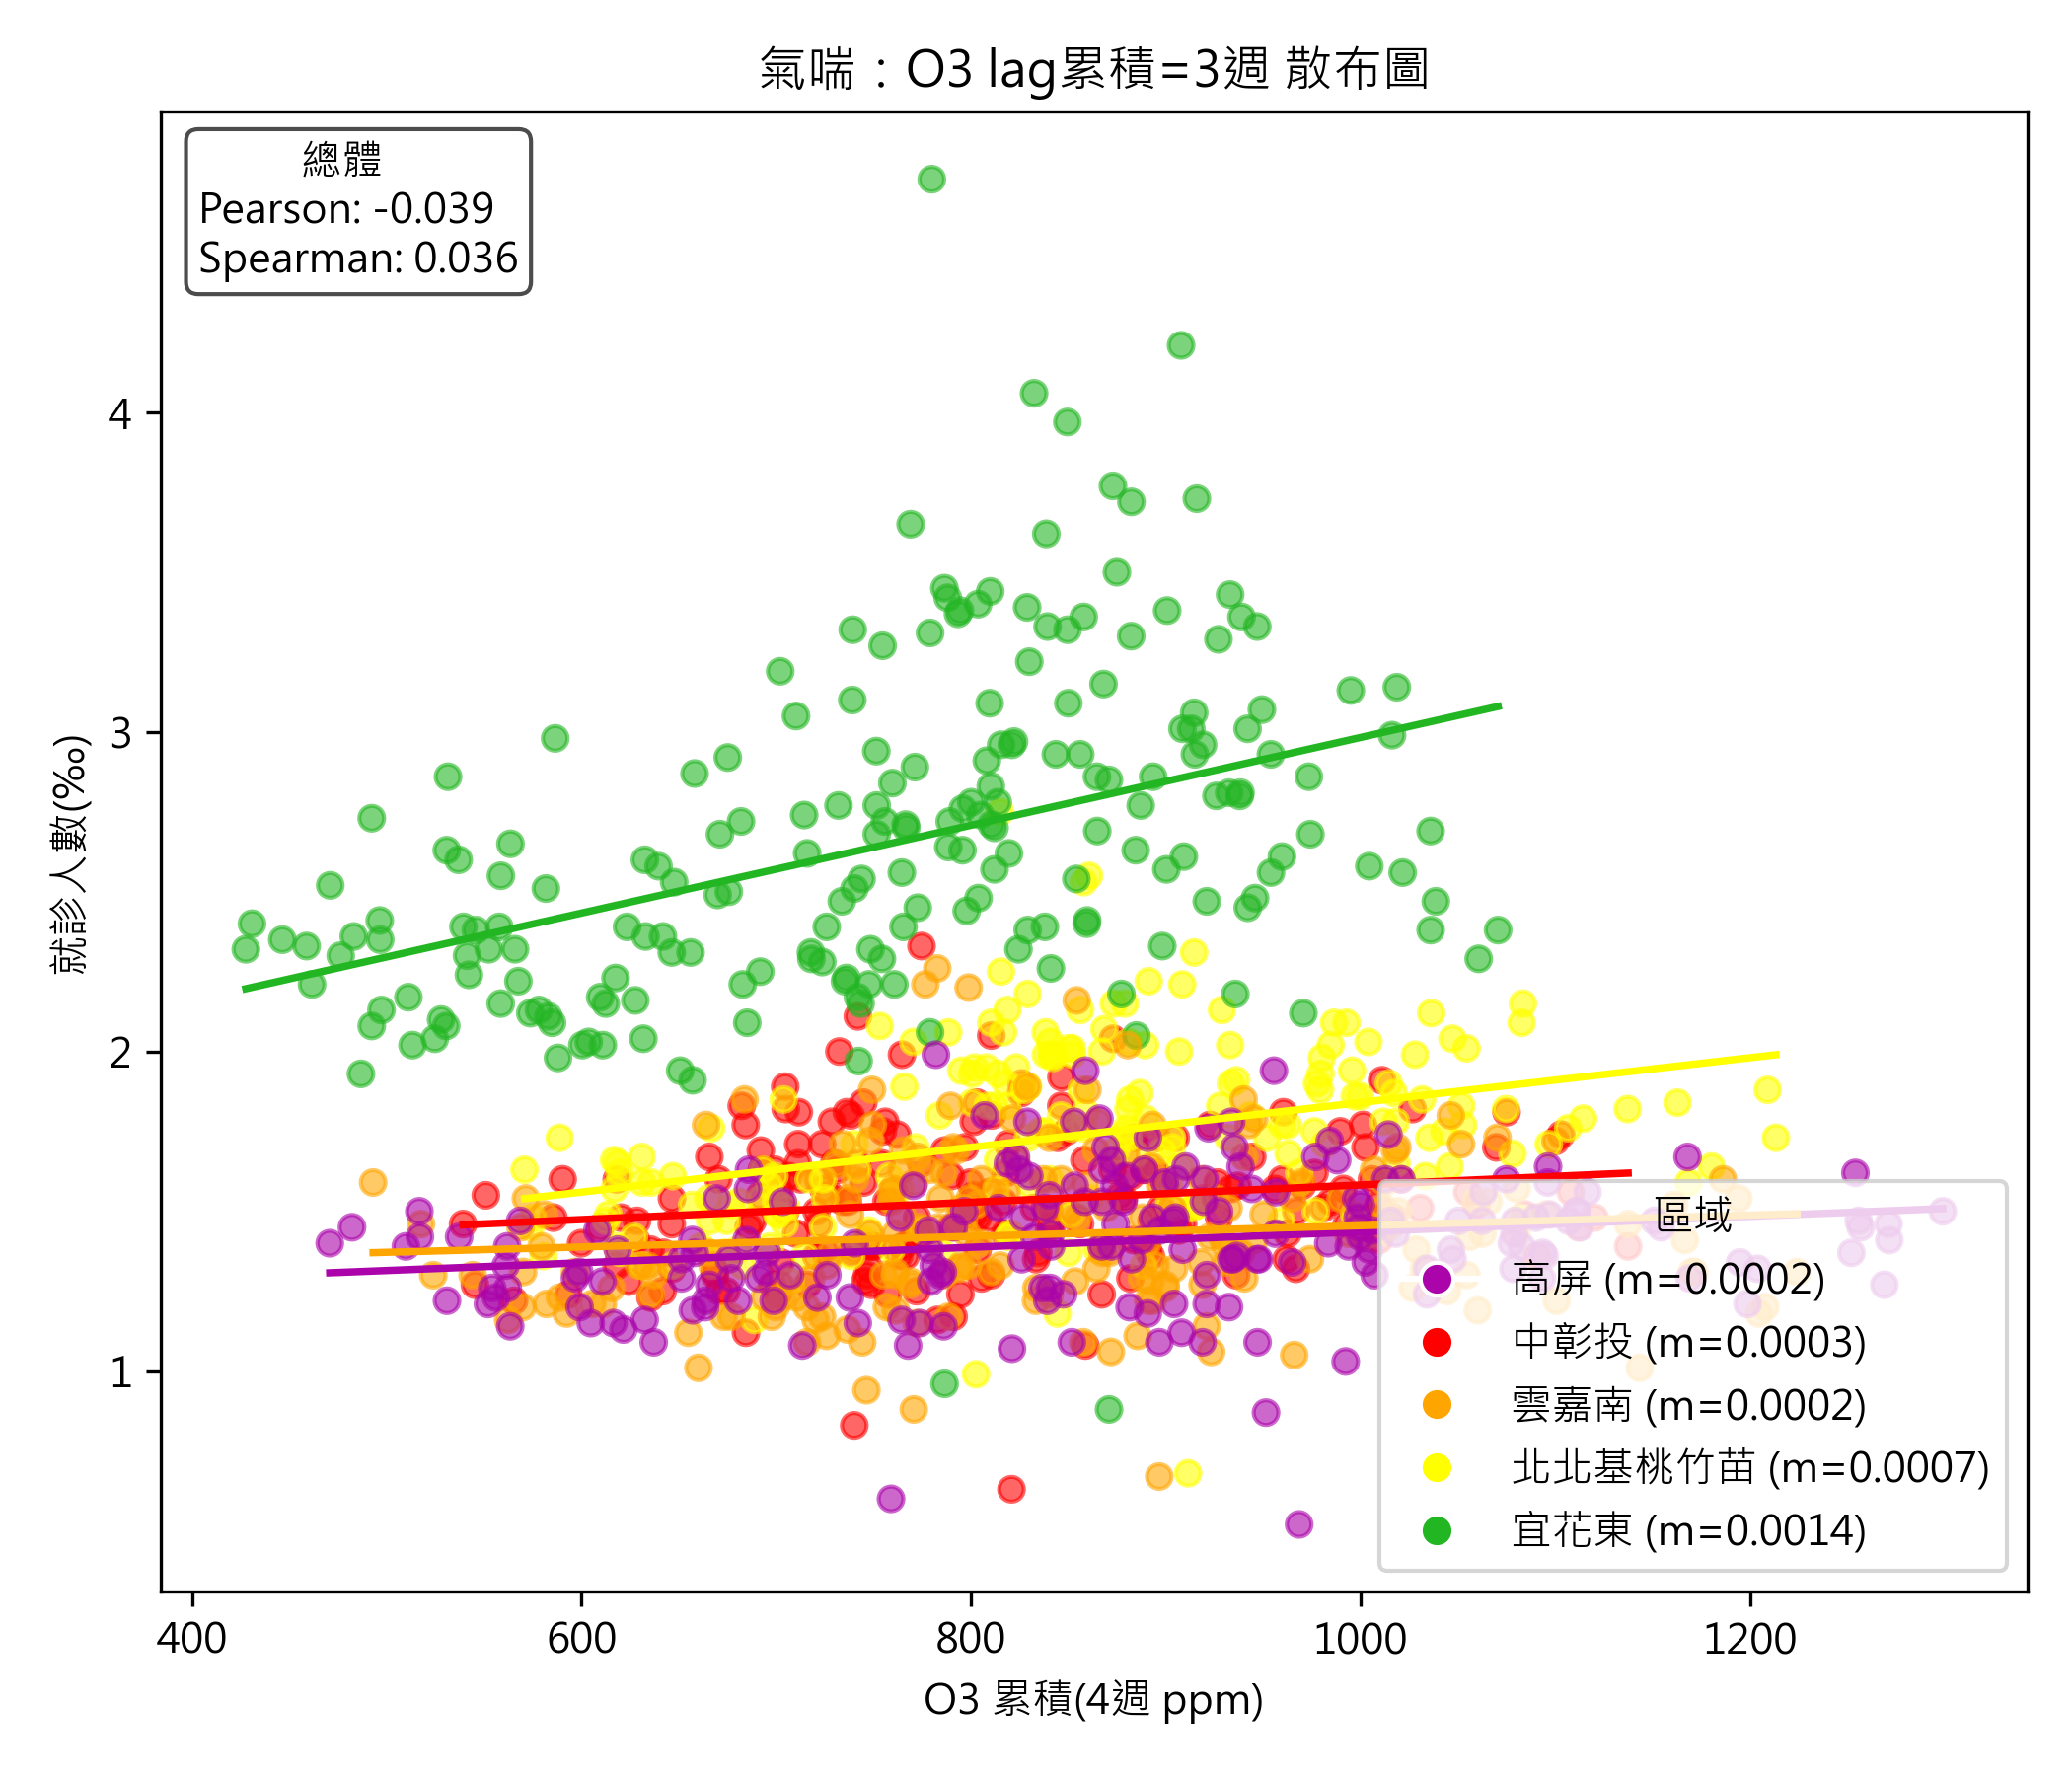 氣喘：O3 lag累積=3週 散布圖
總體
Pearson: -0.039
Spearman: 0.036
就診人數(‰)
4
3
2
1
區域
高屏 (m=0.0002)
中彰投 (m=0.0003)
雲嘉南 (m=0.0002)
北北基桃竹苗 (m=0.0007)
宜花東 (m=0.0014)
400
600
800
1000
1200
O3 累積(4週 ppm)